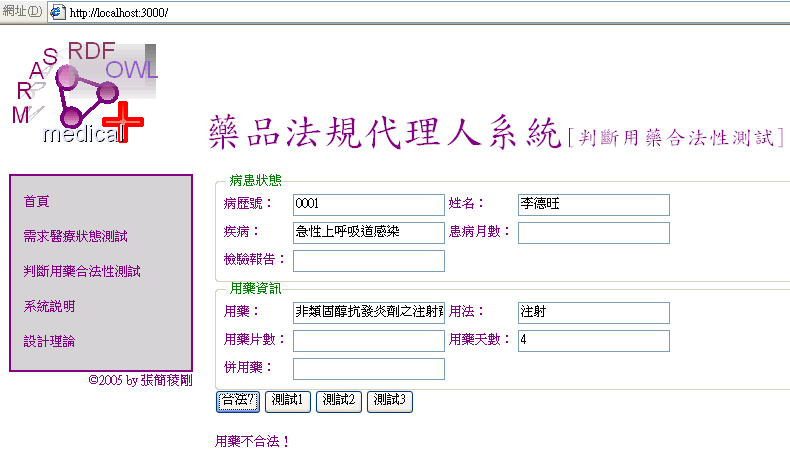 網址(D) http://localhost:3000/
MRAS RDF
OWL
medical
藥品法規代理人系統[判斷用藥合法性測試]
首頁
需求醫療狀態測試
判斷用藥合法性測試
系統說明
設計理論
©2005 by 張簡稜剛
病患狀態
病歷號： 0001 姓名： 李德旺
疾病： 急性上呼吸道感染 患病月數：
檢驗報告：
用藥資訊
用藥： 非類固醇抗發炎劑之注射 用法： 注射
用藥片數： 用藥天數： 4
併用藥：
合法? 測試1 測試2 測試3
用藥不合法！